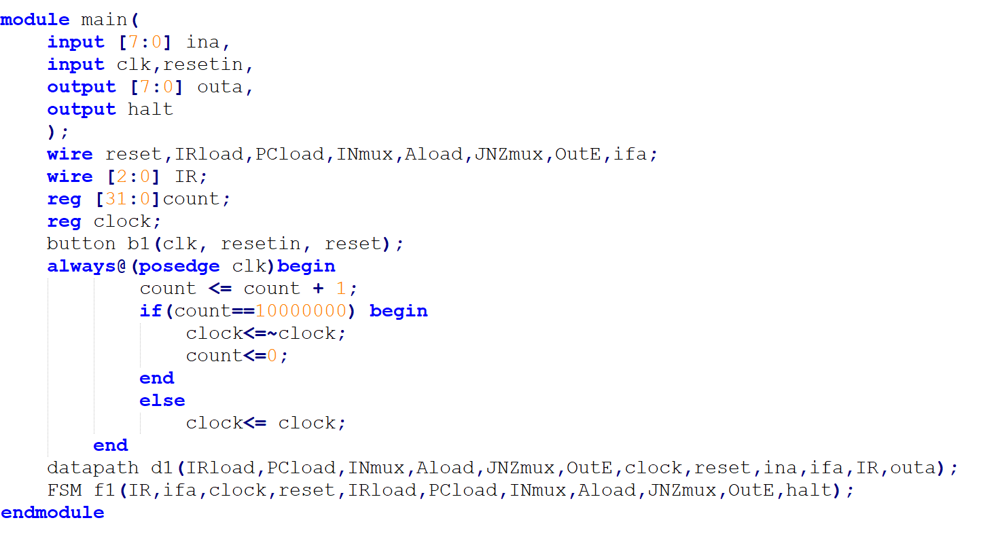 module main(
    input [7:0] ina,
    input clk,resetin,
    output [7:0] outa,
    output halt
    );
    wire reset,IRload,PCload,INmux,Aload,JNZmux,OutE,ifa;
    wire [2:0] IR;
    reg [31:0]count;
    reg clock;
    button b1(clk, resetin, reset);
    always@(posedge clk)begin
            count <= count + 1;
            if(count==10000000) begin
                clock<=~clock;
                count<=0;
            end
            else
                clock<= clock;
        end
    datapath d1(IRload,PCload,INmux,Aload,JNZmux,OutE,clock,reset,ina,ifa,IR,outa);
    FSM f1(IR,ifa,clock,reset,IRload,PCload,INmux,Aload,JNZmux,OutE,halt);
endmodule